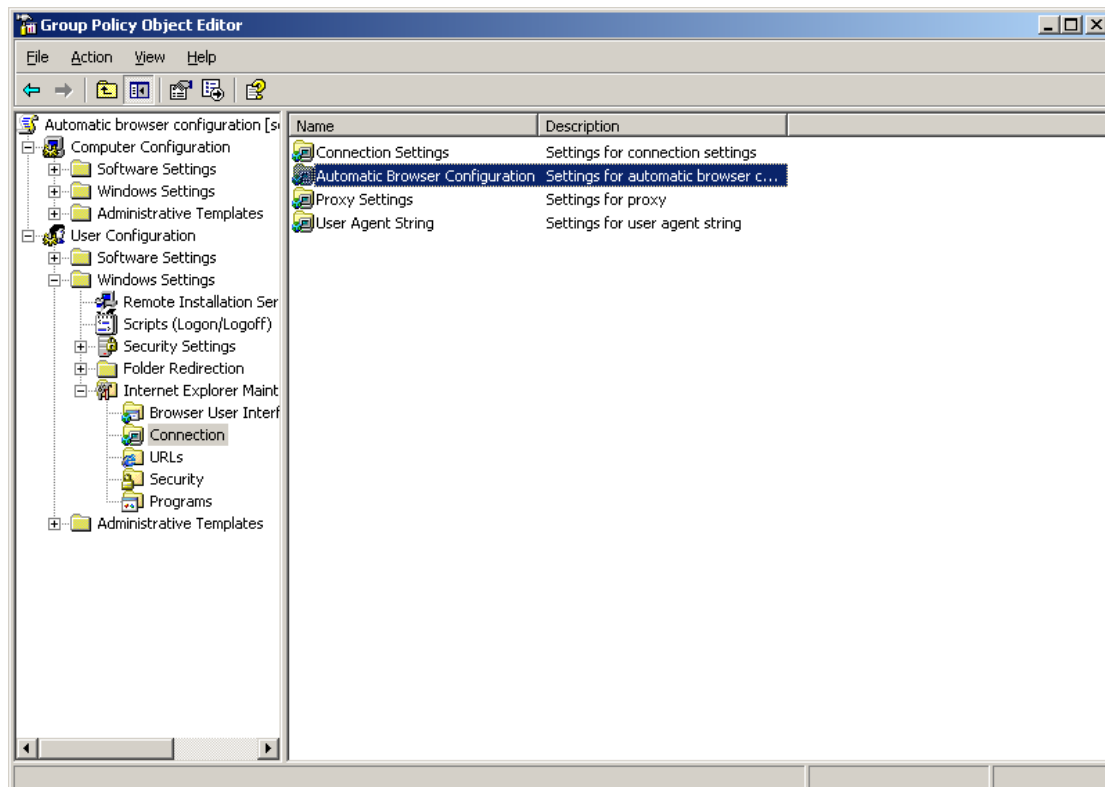 Group Policy Object Editor
File Action View Help
Automatic browser configuration [s
Computer Configuration
Software Settings
Windows Settings
Administrative Templates
User Configuration
Software Settings
Windows Settings
Remote Installation Ser
Scripts (Logon/Logoff)
Security Settings
Folder Redirection
Internet Explorer Maint
Browser User Interf
Connection
URLs
Security
Programs
Administrative Templates
Name Description
Connection Settings Settings for connection settings
Automatic Browser Configuration Settings for automatic browser c...
Proxy Settings Settings for proxy
User Agent String Settings for user agent string